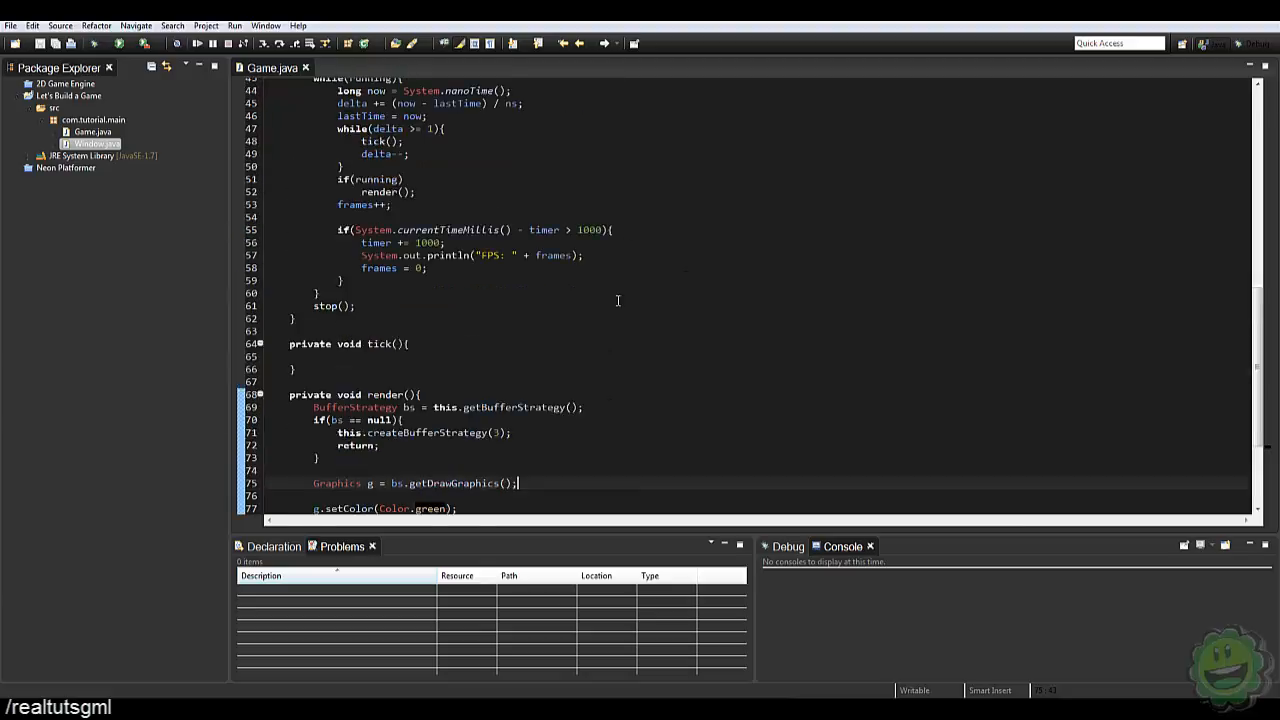 File Edit Source Refactor Navigate Search Project Run Window Help
Quick Access
Debug
Package Explorer
Game.java
2D Game Engine
Let's Build a Game
src
com.tutorial.main
Game.java
Window.java
JRE System Library [JavaSE-1.7]
Neon Platformer
44 long now = System.nanoTime();
45 delta += (now - lastTime) / ns;
46 lastTime = now;
47 while(delta >= 1){
48 tick();
49 delta--;
50 }
51 if(running)
52 render();
53 frames++;
54
55 if(System.currentTimeMillis() - timer > 1000){
56 timer += 1000;
57 System.out.println("FPS: " + frames);
58 frames = 0;
59 }
60 }
61 stop();
62 }
63
64 private void tick(){
65
66 }
67
68 private void render(){
69 BufferStrategy bs = this.getBufferStrategy();
70 if(bs == null){
71 this.createBufferStrategy(3);
72 return;
73 }
74
75 Graphics g = bs.getDrawGraphics();
76
77 g.setColor(Color.green);
Declaration Problems
0 items
Description Resource Path Location Type
Debug Console
No consoles to display at this time.
Writable Smart Insert 75 : 43
/realtutsgml